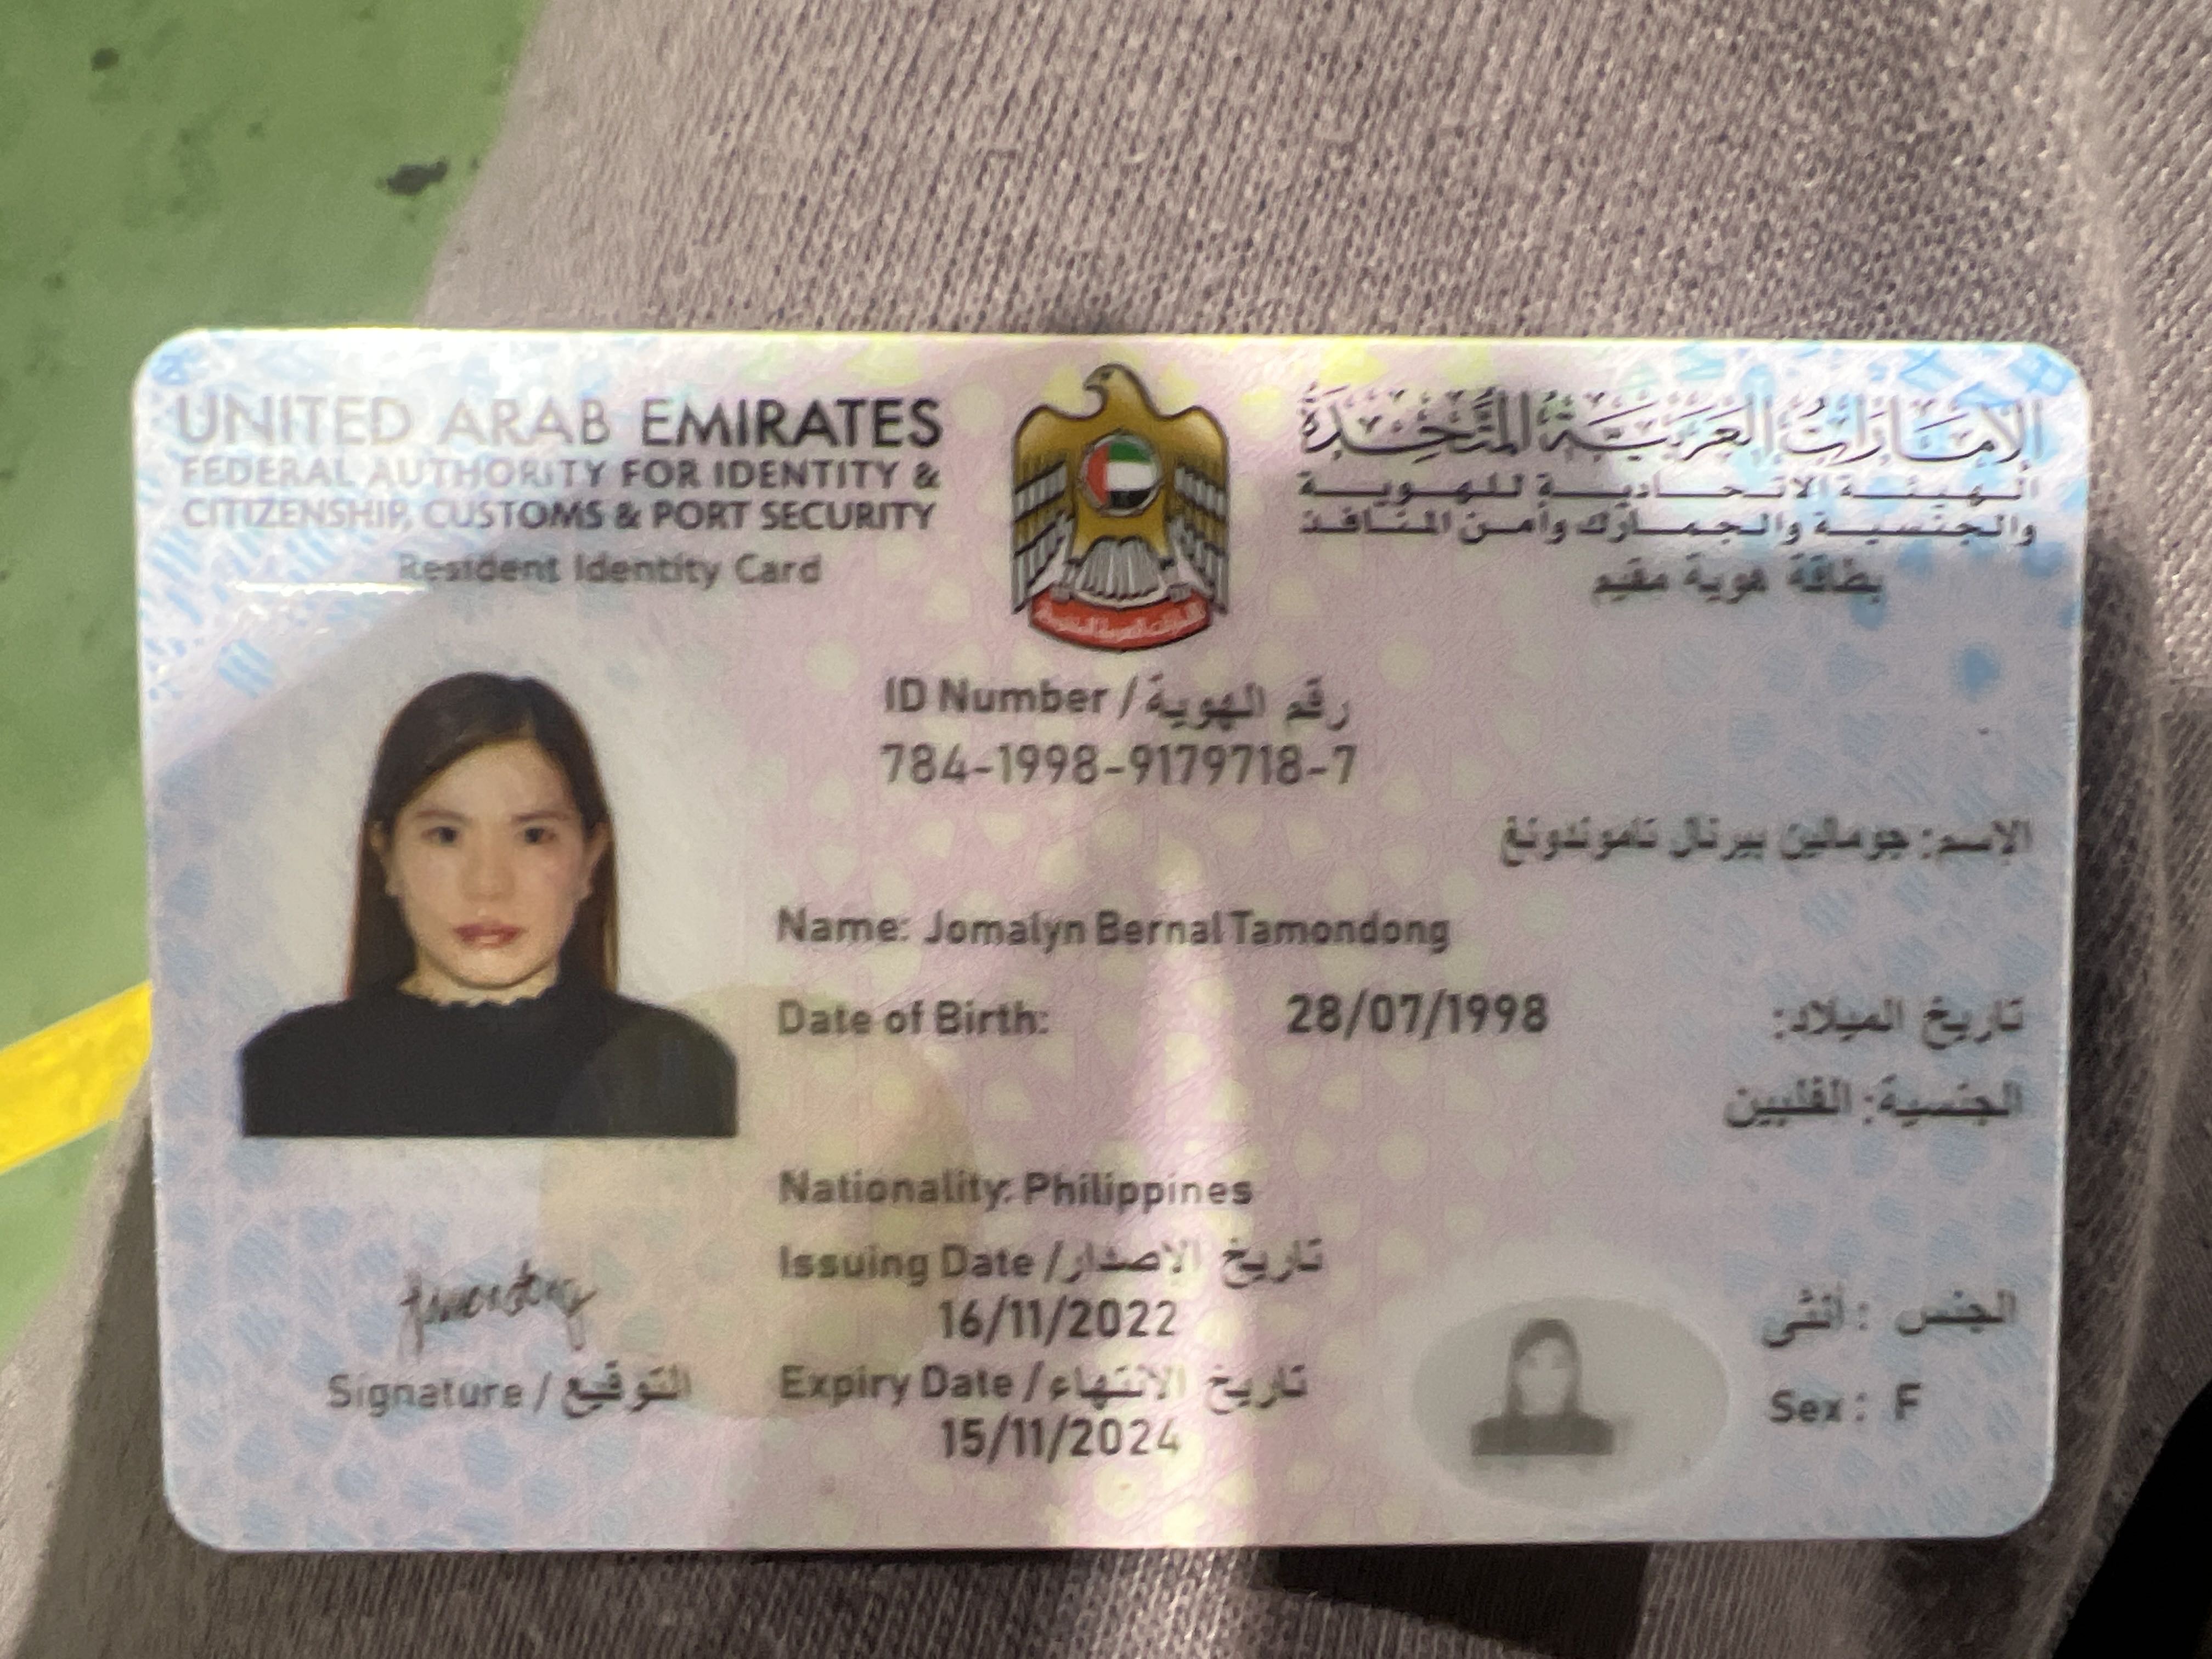 UNITED ARAB EMIRATES
FEDERAL AUTHORITY FOR IDENTITY &
CITIZENSHIP, CUSTOMS & PORT SECURITY
الإمارات العربية المتحدة
الهيئة الاتحادية للهوية
والجنسية والجمارك وأمن المنافذ
Resident Identity Card
بطاقة هوية مقيم
ID Number / رقم الهوية
784-1998-9179718-7
الإسم: جومالين بيرنال تاموندونغ
Name: Jomalyn Bernal Tamondong
Date of Birth: 28/07/1998 تاريخ الميلاد:
الجنسية: الفلبين
Nationality: Philippines
Issuing Date / تاريخ الإصدار
16/11/2022
Expiry Date / تاريخ الانتهاء
15/11/2024
Signature / التوقيع
الجنس: أنثى
Sex: F